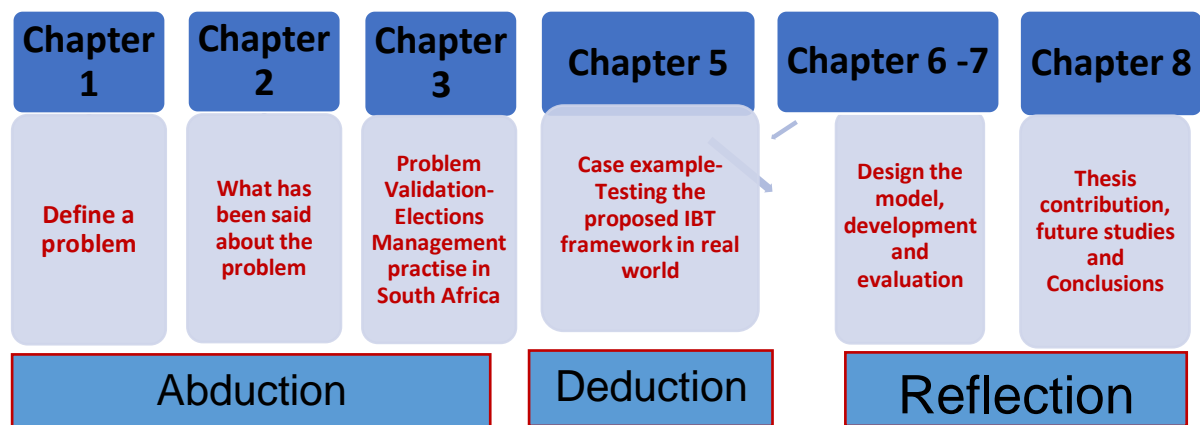 Chapter
1
Chapter
2
Chapter
3
Chapter 5
Chapter 6 -7
Chapter 8
Define a
problem
What has
been said
about the
problem
Problem
Validation-
Elections
Management
practise in
South Africa
Case example-
Testing the
proposed IBT
framework in real
world
Design the
model,
development
and
evaluation
Thesis
contribution,
future studies
and
Conclusions
Abduction
Deduction
Reflection